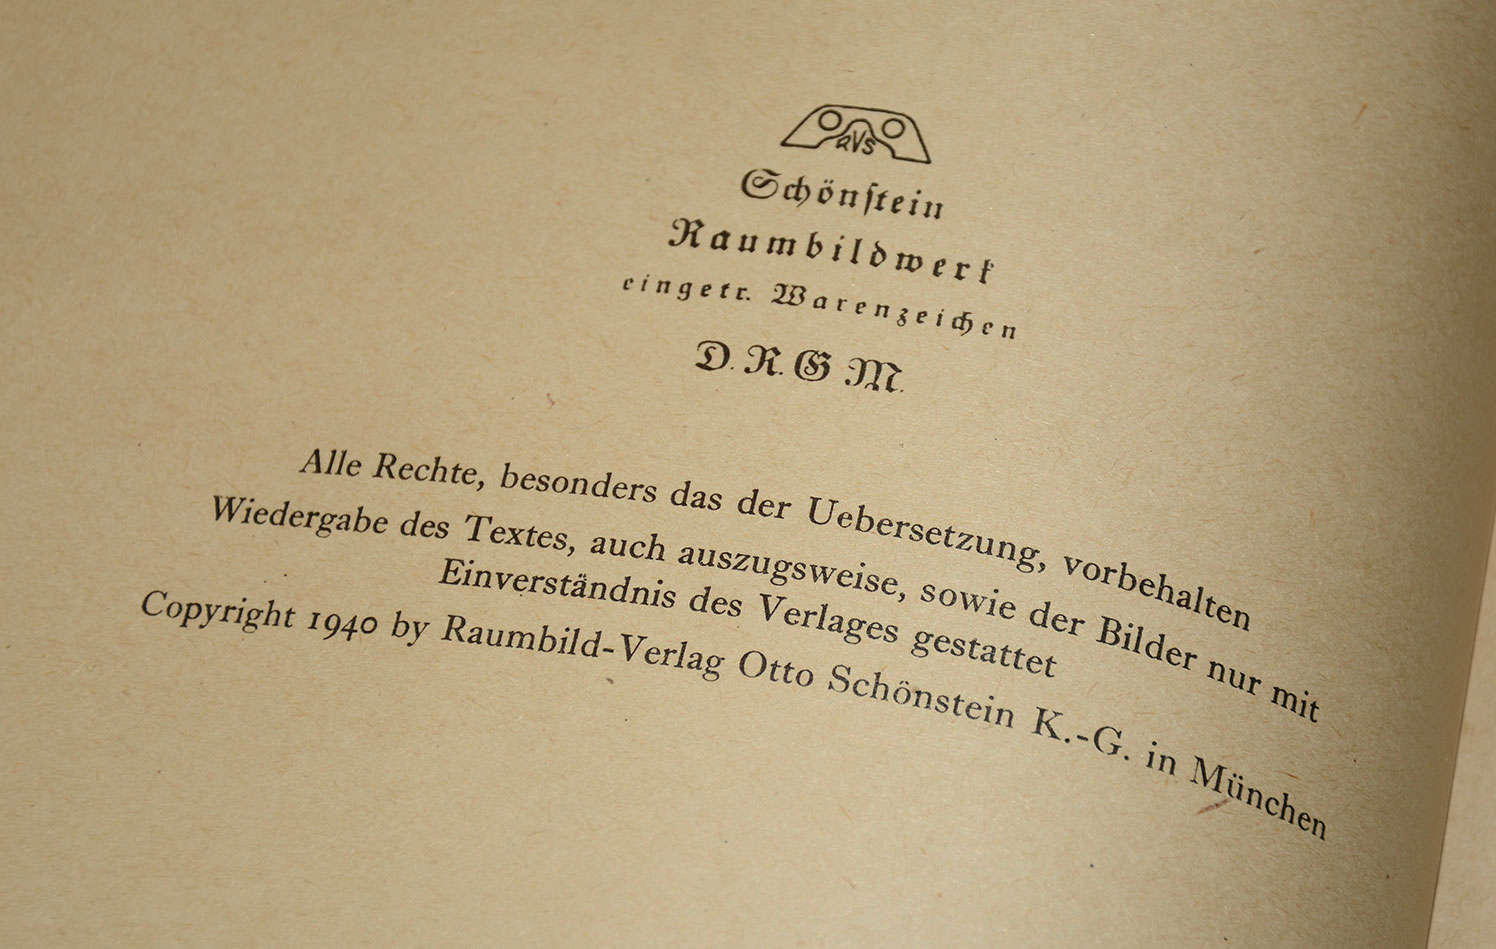 RVS
Schönstein
Raumbildwerk
eingetr. Warenzeichen
D. R. G M.
Alle Rechte, besonders das der Uebersetzung, vorbehalten
Wiedergabe des Textes, auch auszugsweise, sowie der Bilder nur mit
Einverständnis des Verlages gestattet
Copyright 1940 by Raumbild-Verlag Otto Schönstein K.-G. in München